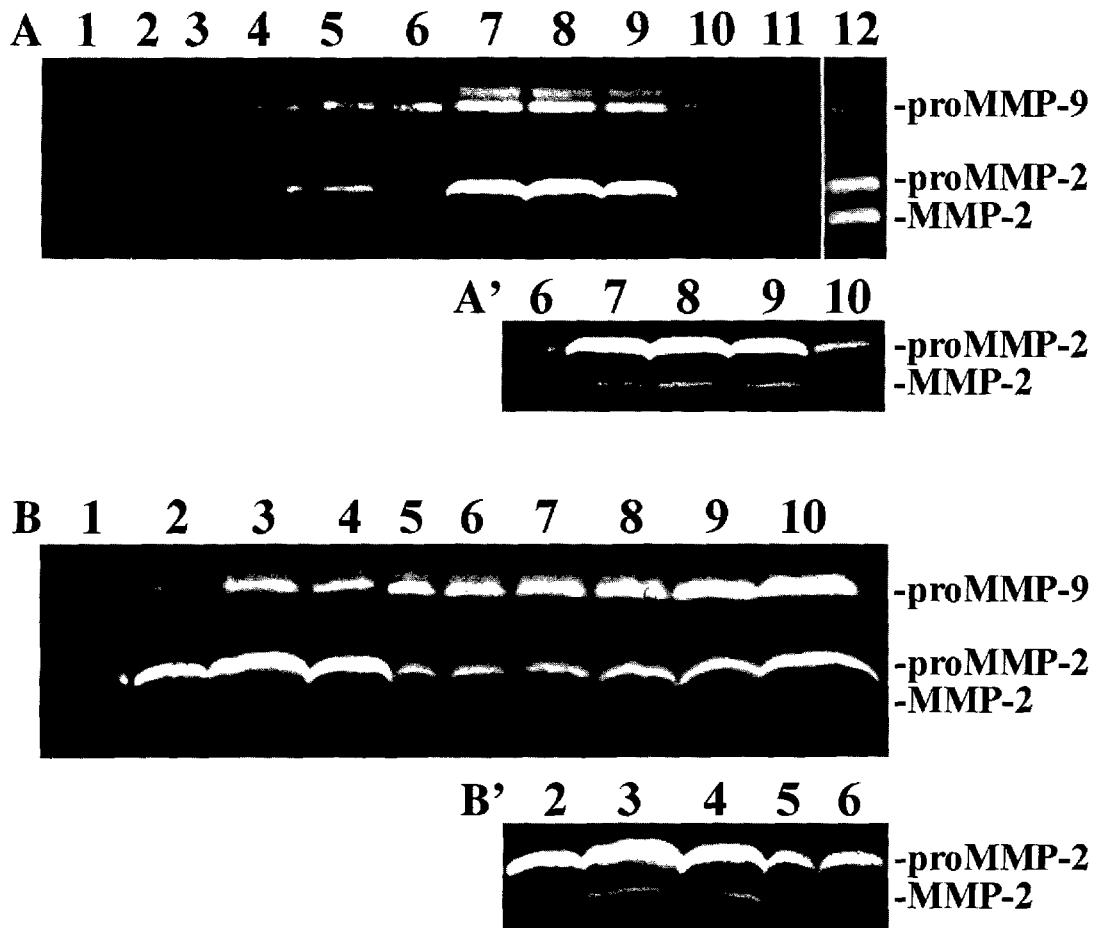 A 1 2 3 4 5 6 7 8 9 10 11 12
-proMMP-9
-proMMP-2
-MMP-2
A’ 6 7 8 9 10
-proMMP-2
-MMP-2
B 1 2 3 4 5 6 7 8 9 10
-proMMP-9
-proMMP-2
-MMP-2
B’ 2 3 4 5 6
-proMMP-2
-MMP-2